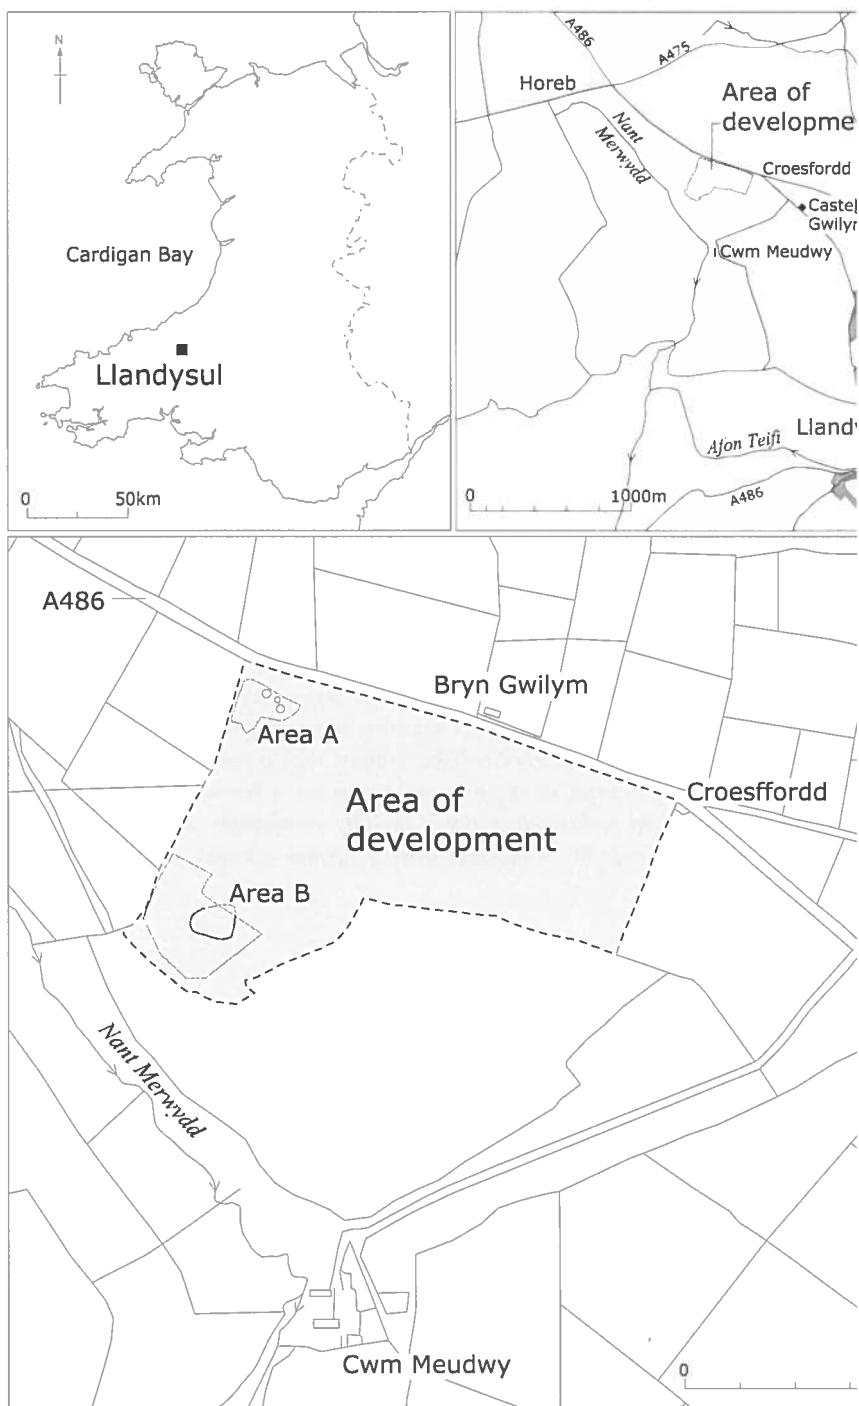 N
Cardigan Bay
Llandysul
0 50km
A486
A475
Horeb
Area of
developme
Nant
Merwydd
Croesfordd
Castel
Gwilym
Cwm Meudwy
Afon Teifi
Llandy
0 1000m
A486
A486
Bryn Gwilym
Area A
Croesffordd
Area of
development
Area B
Nant Merwydd
Cwm Meudwy
0